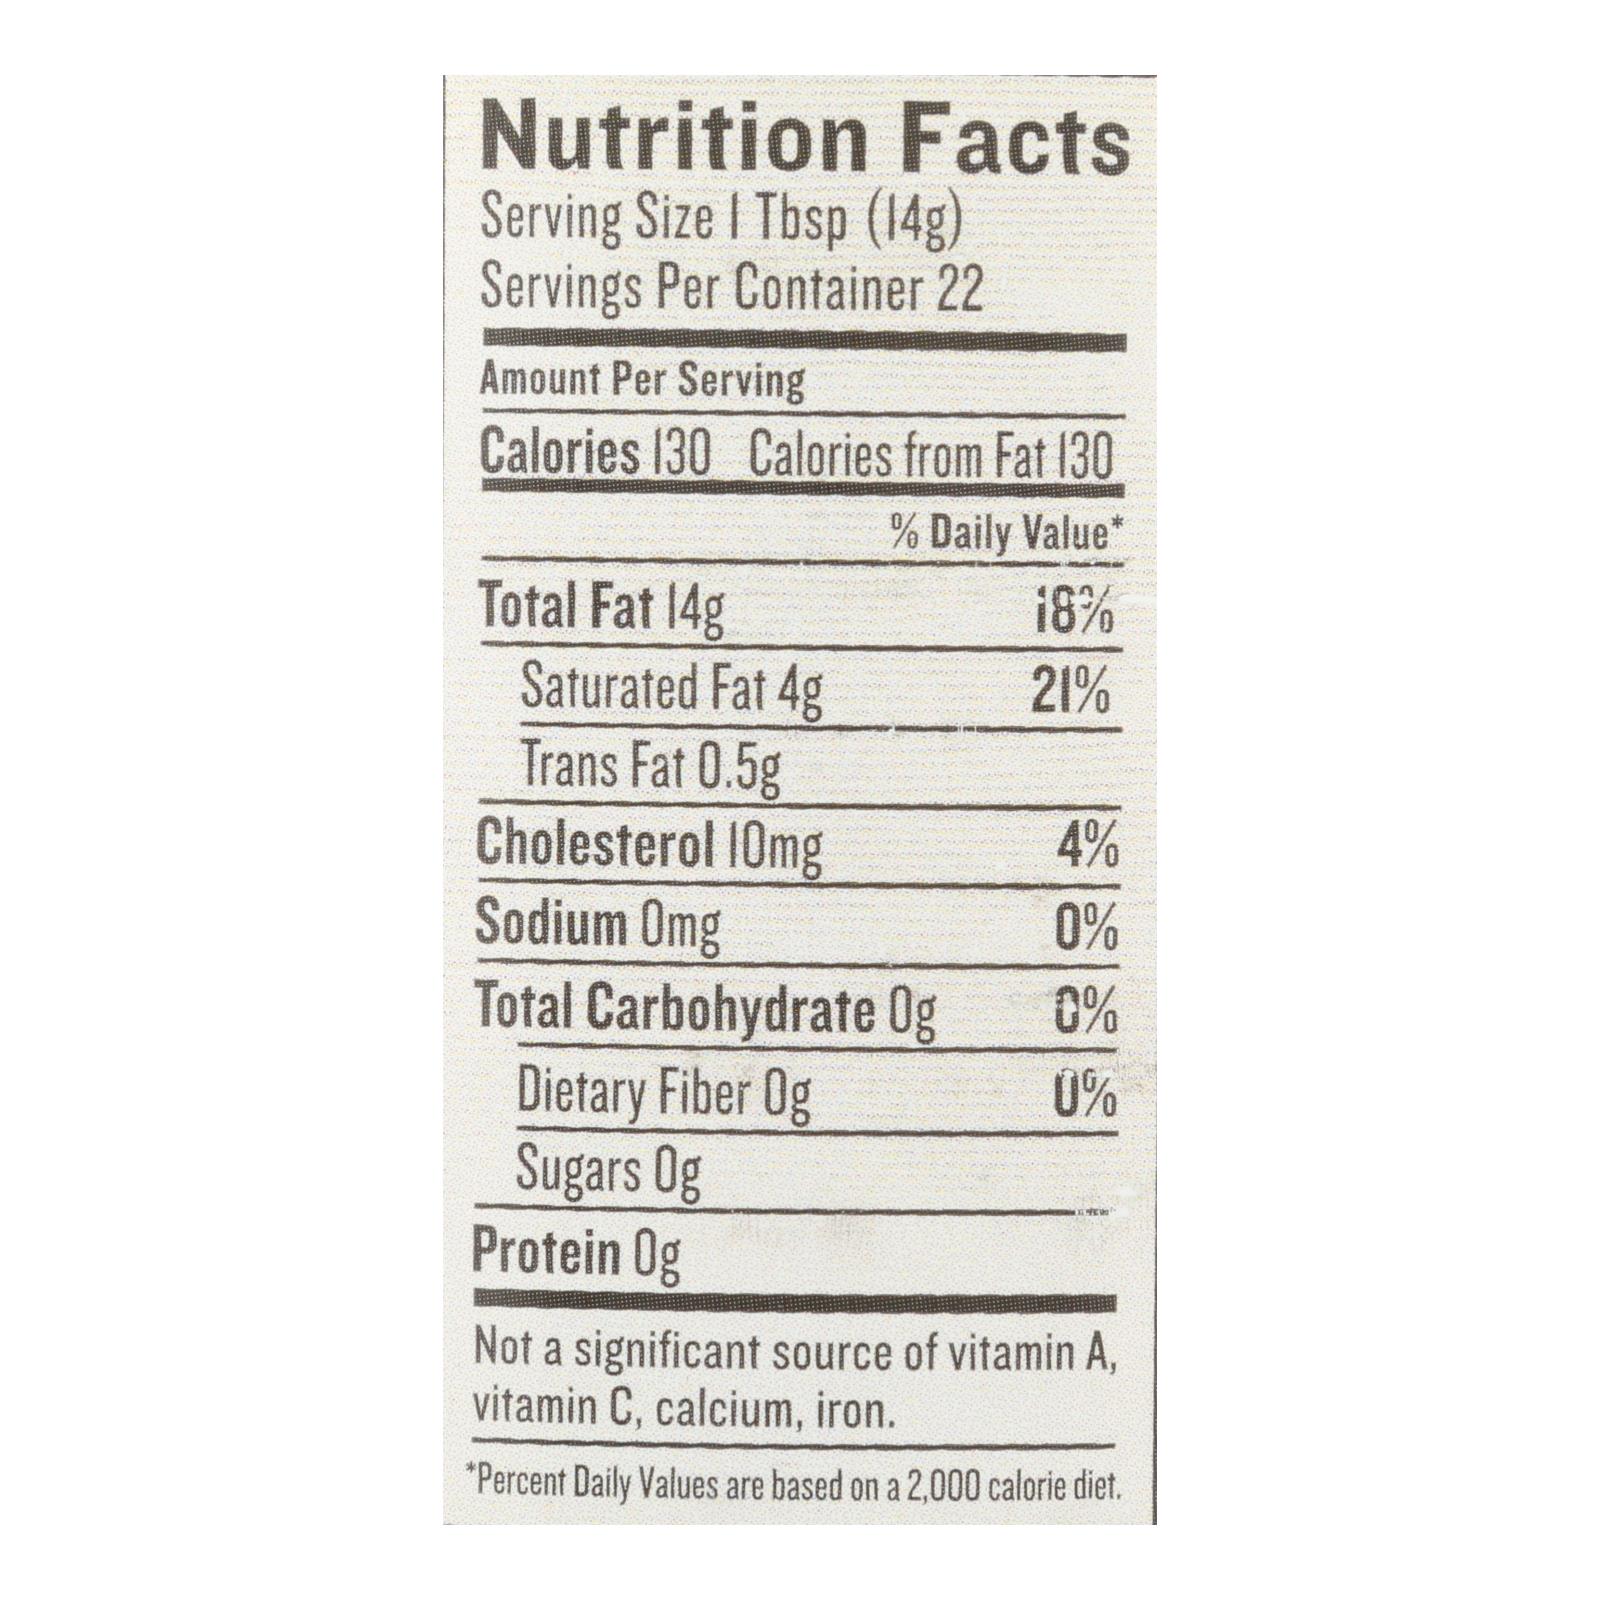 Nutrition Facts
Serving Size 1 Tbsp (14g)
Servings Per Container 22
Amount Per Serving
Calories 130 Calories from Fat 130
% Daily Value*
Total Fat 14g 18%
Saturated Fat 4g 21%
Trans Fat 0.5g
Cholesterol 10mg 4%
Sodium 0mg 0%
Total Carbohydrate 0g 0%
Dietary Fiber 0g 0%
Sugars 0g
Protein 0g
Not a significant source of vitamin A,
vitamin C, calcium, iron.
*Percent Daily Values are based on a 2,000 calorie diet.